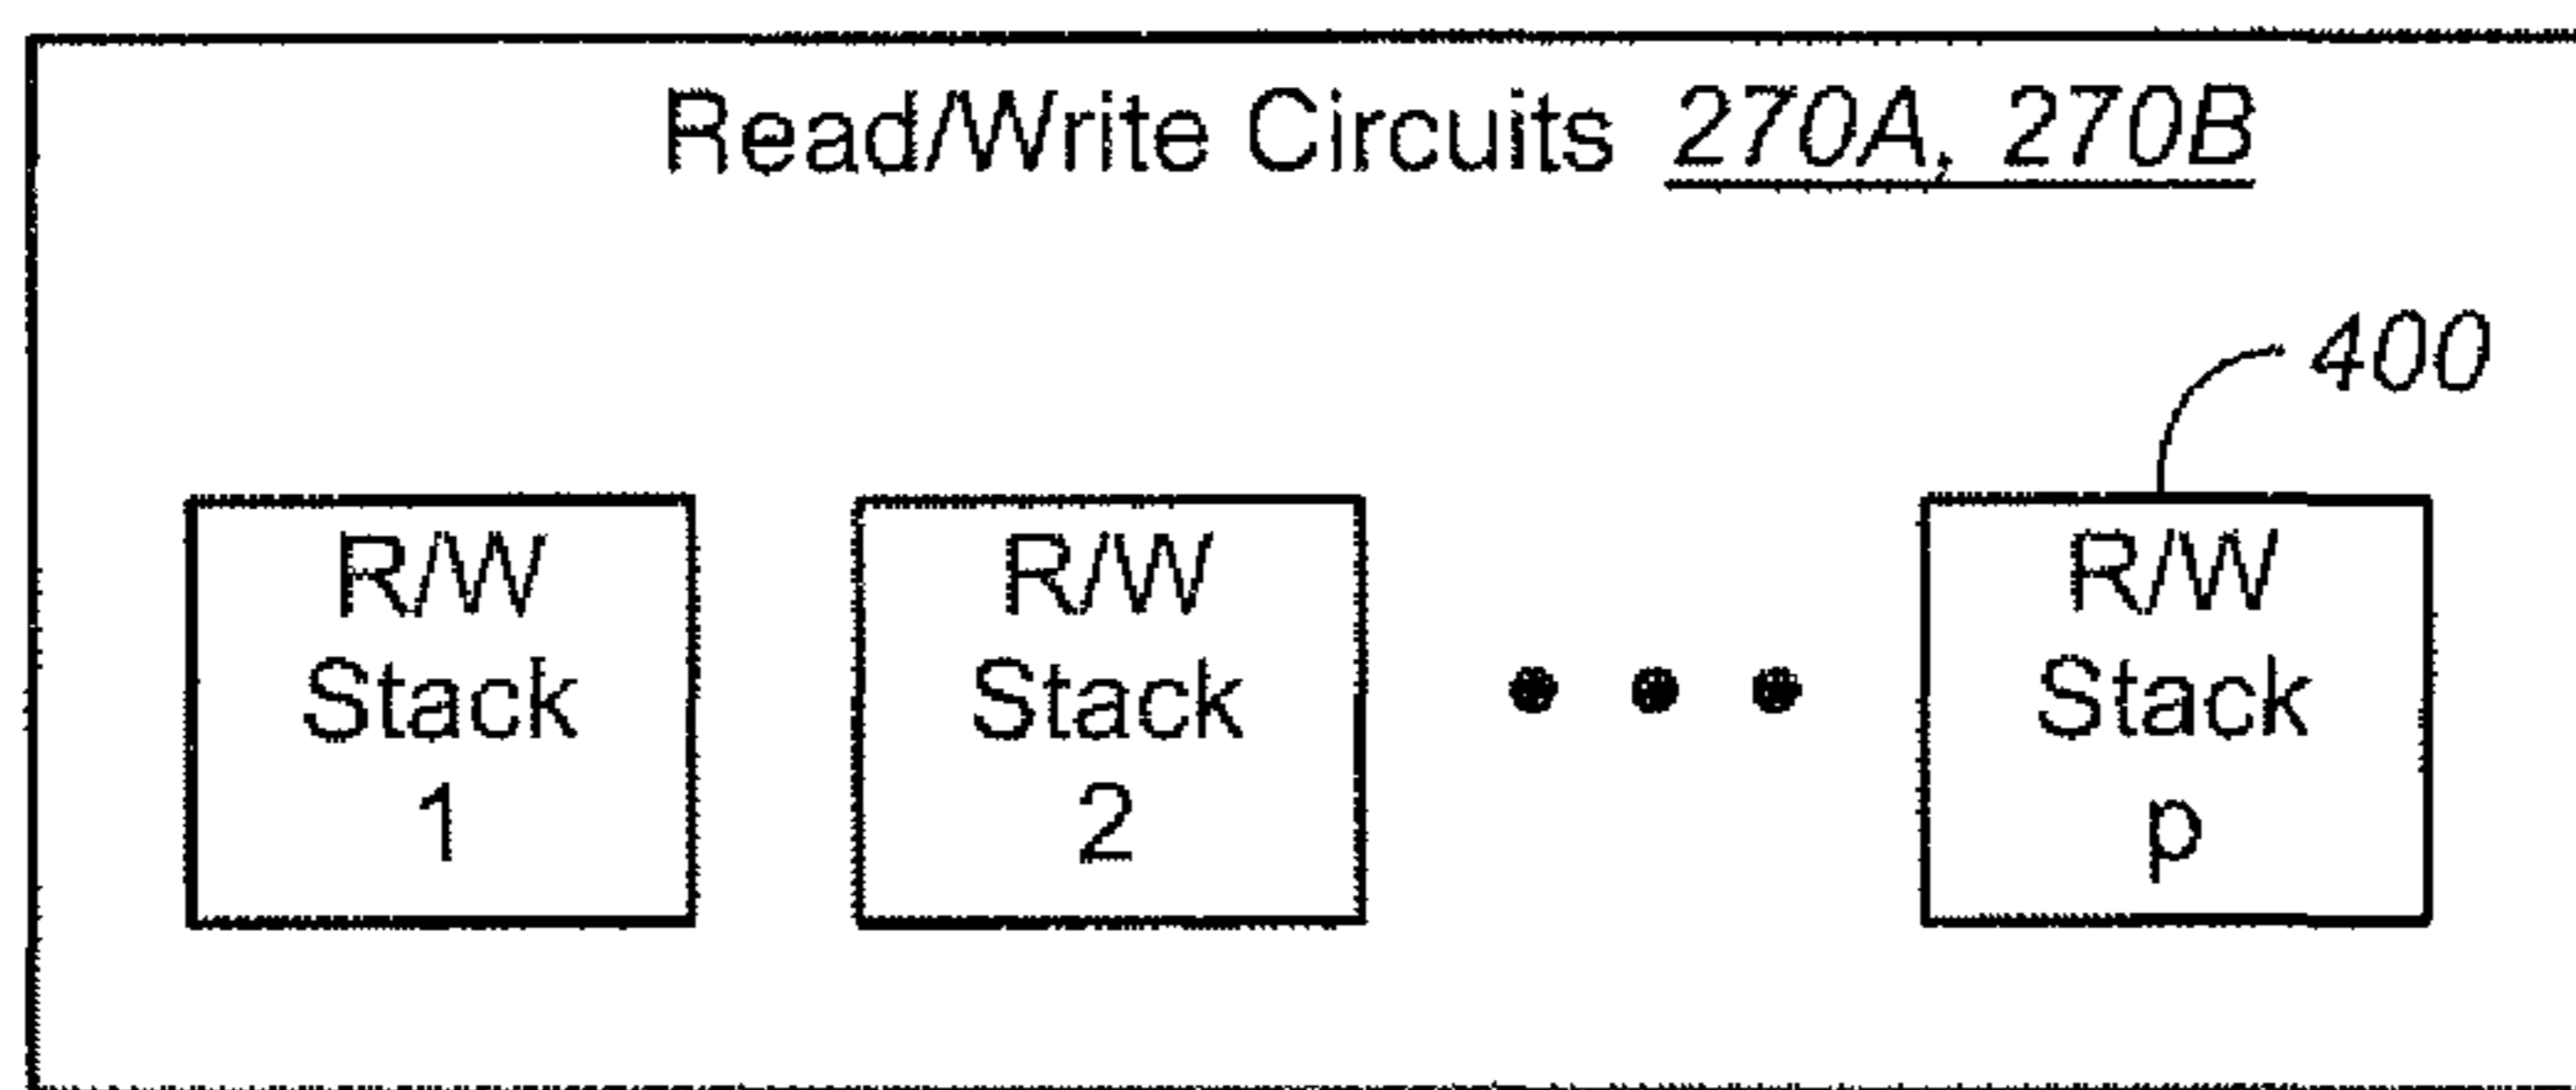 Read/Write Circuits 270A, 270B
400
R/W
Stack
1
R/W
Stack
2
R/W
Stack
p